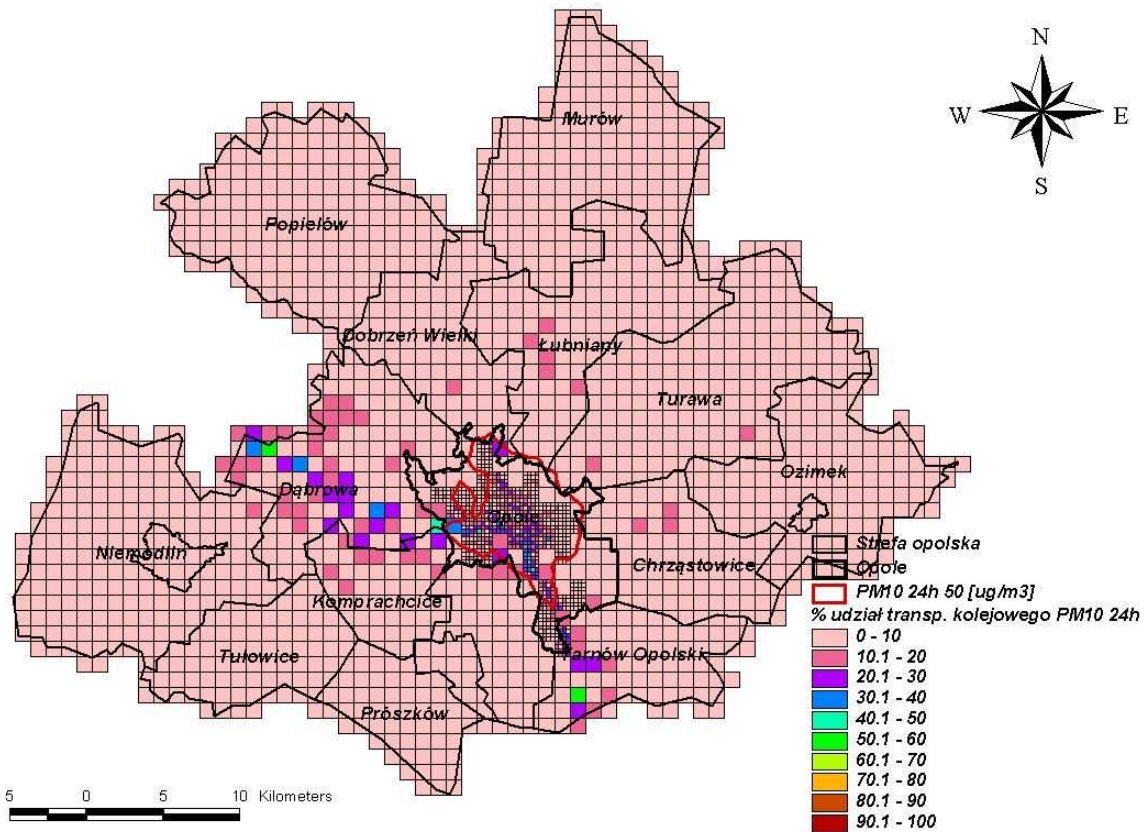 N
W E
S
Murów
Popielów
Dobrzeń Wielki
Łubniany
Turawa
Ozimek
Dąbrowa
Opole
Niemodlin
Chrząstowice
Komprachcice
Tułowice
Tarnów Opolski
Prószków
Strefa opolska
Opole
PM10 24h 50 [ug/m3]
% udział transp. kolejowego PM10 24h
0 - 10
10.1 - 20
20.1 - 30
30.1 - 40
40.1 - 50
50.1 - 60
60.1 - 70
70.1 - 80
80.1 - 90
90.1 - 100
5 0 5 10 Kilometers